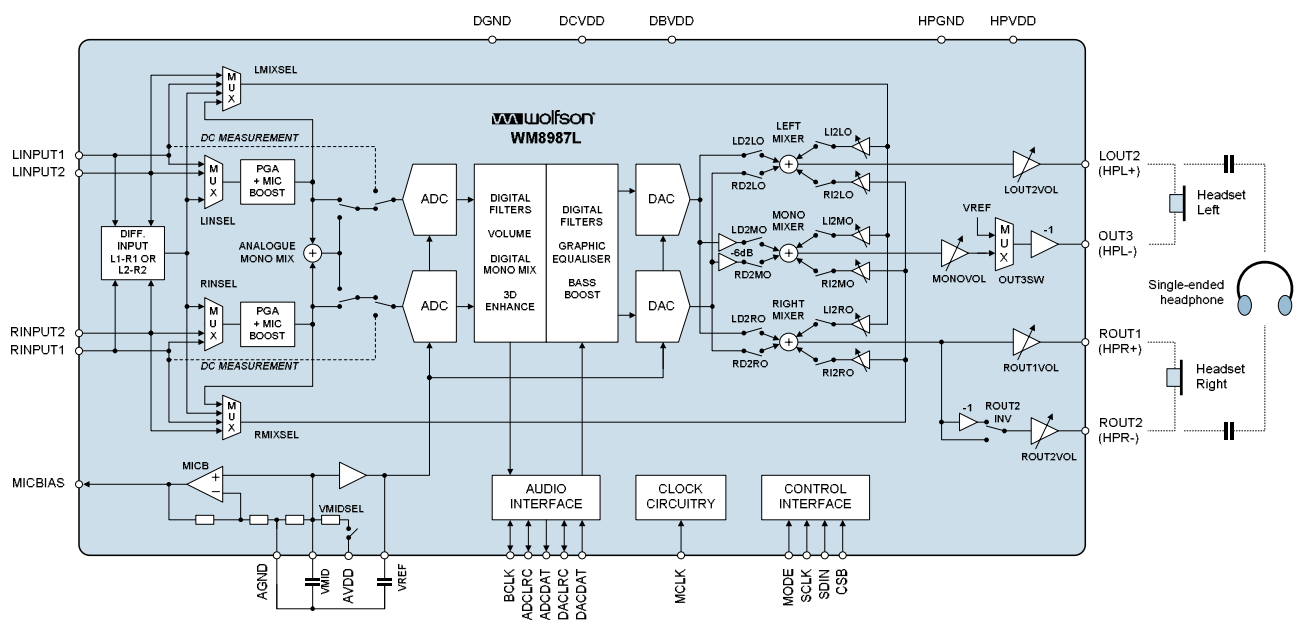 DGND
DCVDD
DBVDD
HPGND
HPVDD
wolfson®
WM8987L
LMIXSEL
M
U
X
DC MEASUREMENT
LINPUT1
LINPUT2
M
U
X
PGA
+ MIC
BOOST
LINSEL
DIFF.
INPUT
L1-R1 OR
L2-R2
ANALOGUE
MONO MIX
RINSEL
M
U
X
PGA
+ MIC
BOOST
RINPUT2
RINPUT1
DC MEASUREMENT
M
U
X
RMIXSEL
ADC
ADC
DIGITAL
FILTERS
VOLUME
DIGITAL
MONO MIX
3D
ENHANCE
DIGITAL
FILTERS
GRAPHIC
EQUALISER
BASS
BOOST
DAC
DAC
LD2LO
LEFT
MIXER
LI2LO
RD2LO
RI2LO
LD2MO
MONO
MIXER
LI2MO
-6dB
RD2MO
RI2MO
LD2RO
RIGHT
MIXER
LI2RO
RD2RO
RI2RO
LOUT2VOL
VREF
M
U
X
-1
MONOVOL
OUT3SW
ROUT1VOL
-1
ROUT2
INV
ROUT2VOL
LOUT2
(HPL+)
OUT3
(HPL-)
ROUT1
(HPR+)
ROUT2
(HPR-)
Headset
Left
Single-ended
headphone
Headset
Right
MICBIAS
MICB
+
−
VMIDSEL
AUDIO
INTERFACE
CLOCK
CIRCUITRY
CONTROL
INTERFACE
AGND
VMID
AVDD
VREF
BCLK
ADCLRC
ADCDAT
DACLRC
DACDAT
MCLK
MODE
SCLK
SDIN
CSB